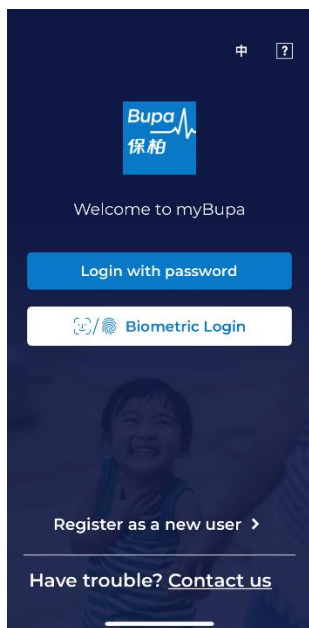 中 ?
Bupa
保柏
Welcome to myBupa
Login with password
/ Biometric Login
Register as a new user >
Have trouble? Contact us